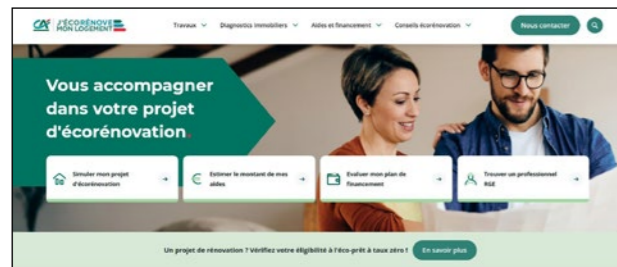 CA J'ÉCORÉNOVE
MON LOGEMENT
Travaux
Diagnostics immobiliers
Aides et financement
Conseils écorénovation
Nous contacter
Vous accompagner
dans votre projet
d'écorénovation.
Simuler mon projet
d'écorénovation
Estimer le montant de mes
aides
Evaluer mon plan de
financement
Trouver un professionnel
RGE
Un projet de rénovation ? Vérifiez votre éligibilité à l'éco-prêt à taux zéro !
En savoir plus